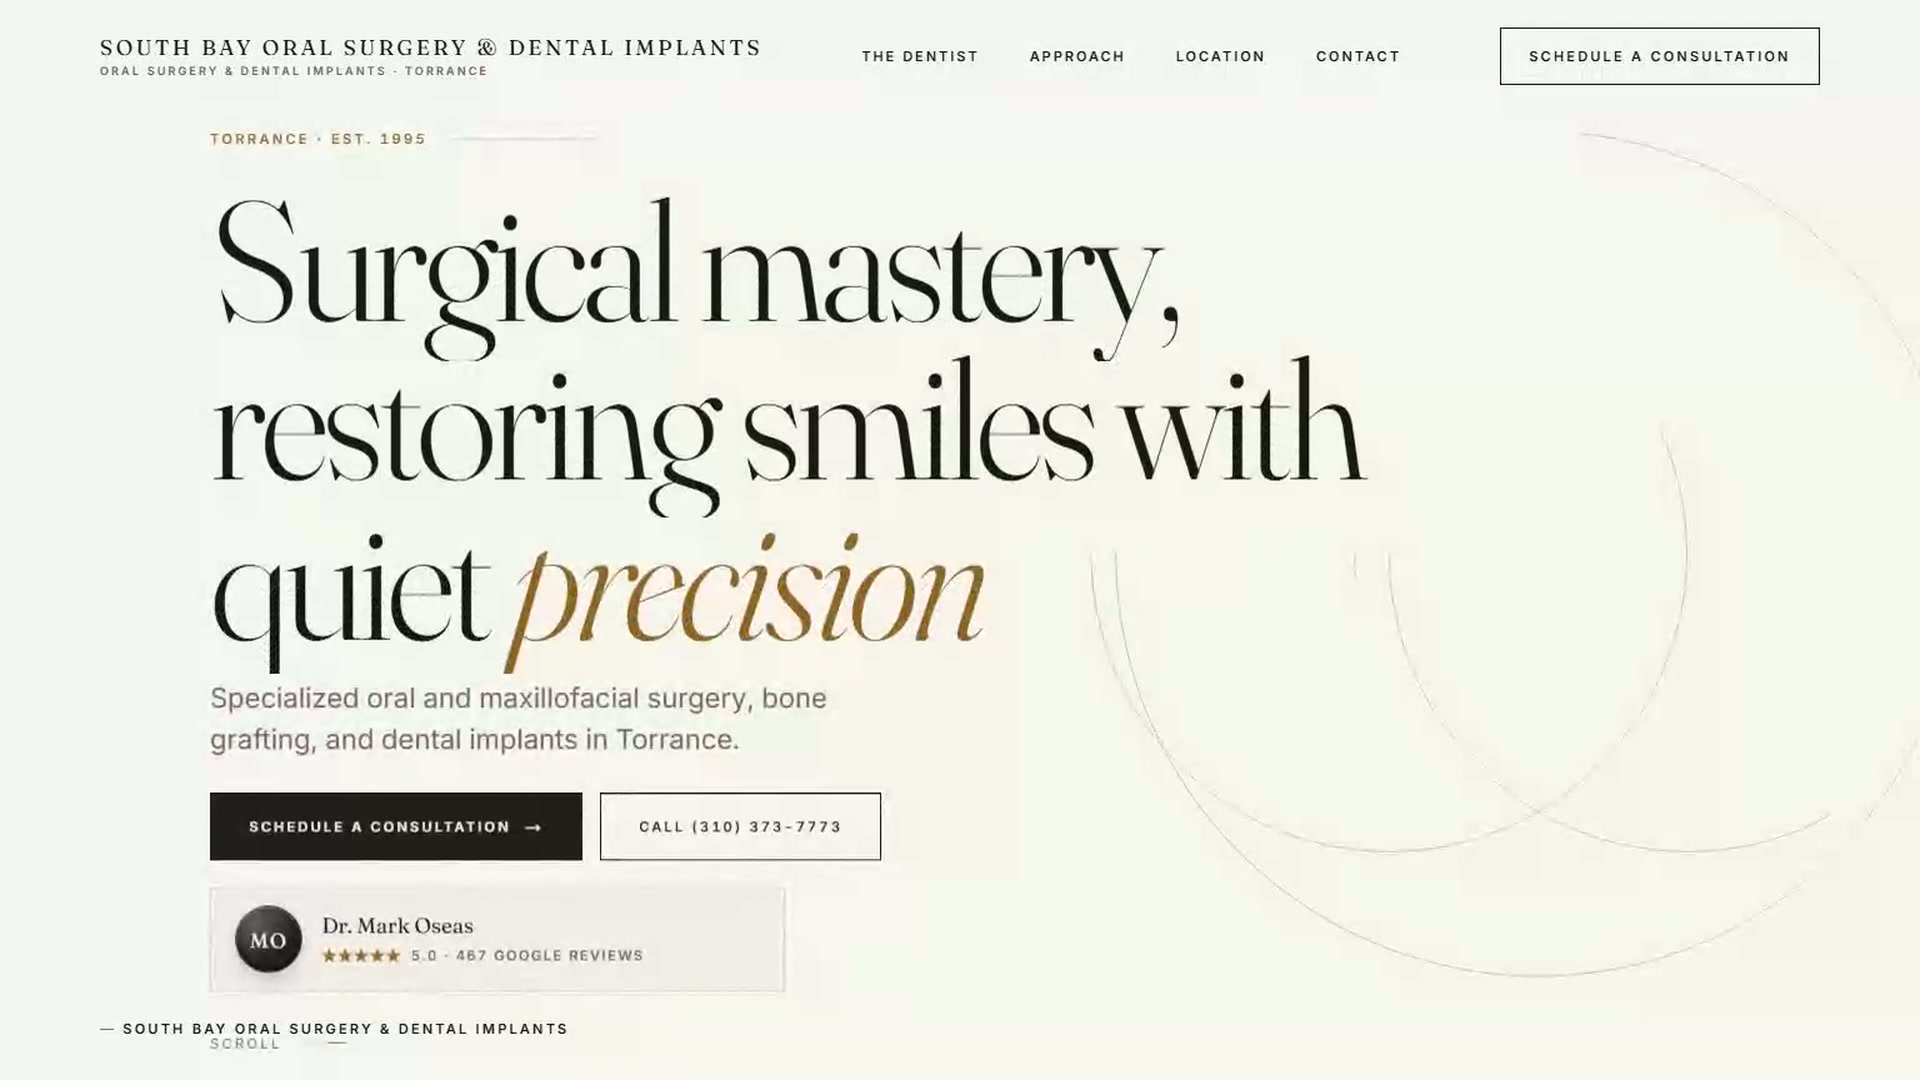 SOUTH BAY ORAL SURGERY & DENTAL IMPLANTS
ORAL SURGERY & DENTAL IMPLANTS · TORRANCE
THE DENTIST
APPROACH
LOCATION
CONTACT
SCHEDULE A CONSULTATION
TORRANCE · EST. 1995
Surgical mastery,
restoring smiles with
quiet precision
Specialized oral and maxillofacial surgery, bone
grafting, and dental implants in Torrance.
SCHEDULE A CONSULTATION →
CALL (310) 373-7773
MO
Dr. Mark Oseas
★★★★★ 5.0 · 467 GOOGLE REVIEWS
— SOUTH BAY ORAL SURGERY & DENTAL IMPLANTS
SCROLL